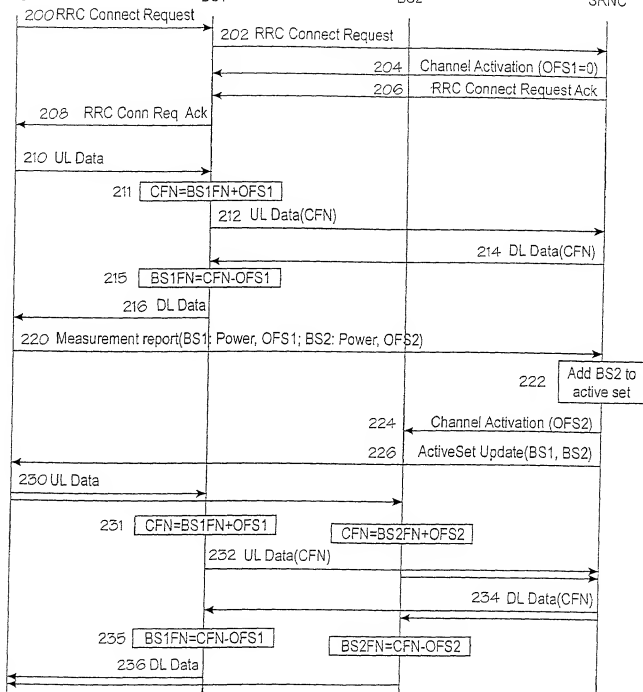 BS1 BS2 SRNC
200 RRC Connect Request
202 RRC Connect Request
204 Channel Activation (OFS1=0)
206 RRC Connect Request Ack
208 RRC Conn Req Ack
210 UL Data
211 CFN=BS1FN+OFS1
212 UL Data(CFN)
214 DL Data(CFN)
215 BS1FN=CFN-OFS1
216 DL Data
220 Measurement report(BS1: Power, OFS1; BS2: Power, OFS2)
222 Add BS2 to
active set
224 Channel Activation (OFS2)
226 ActiveSet Update(BS1, BS2)
230 UL Data
231 CFN=BS1FN+OFS1 CFN=BS2FN+OFS2
232 UL Data(CFN)
234 DL Data(CFN)
235 BS1FN=CFN-OFS1 BS2FN=CFN-OFS2
236 DL Data